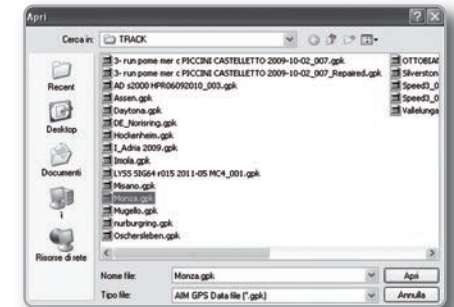 Apri
Cerca in: TRACK
Recent
Desktop
Documenti
Risorse di rete
3- run pome mer c PICCINI CASTELLETTO 2009-10-02_007.gpk
3- run pome mer c PICCINI CASTELLETTO 2009-10-02_007_Repaired.gpk
AD s2000 HPR06092010_003.gpk
Assen.gpk
Daytona.gpk
DE_Norisring.gpk
Hockenheim.gpk
I_Adria 2009.gpk
Imola.gpk
LYSS SIG64 r015 2011-05 MC4_001.gpk
Misano.gpk
Monza.gpk
Mugello.gpk
nurburgring.gpk
Oschersleben.gpk
OTTOBIAN
Silverston
Speed3_0
Speed3_0
Vallelunga
Nome file: Monza.gpk Apri
Tipo file: AIM GPS Data file (*.gpk) Annulla